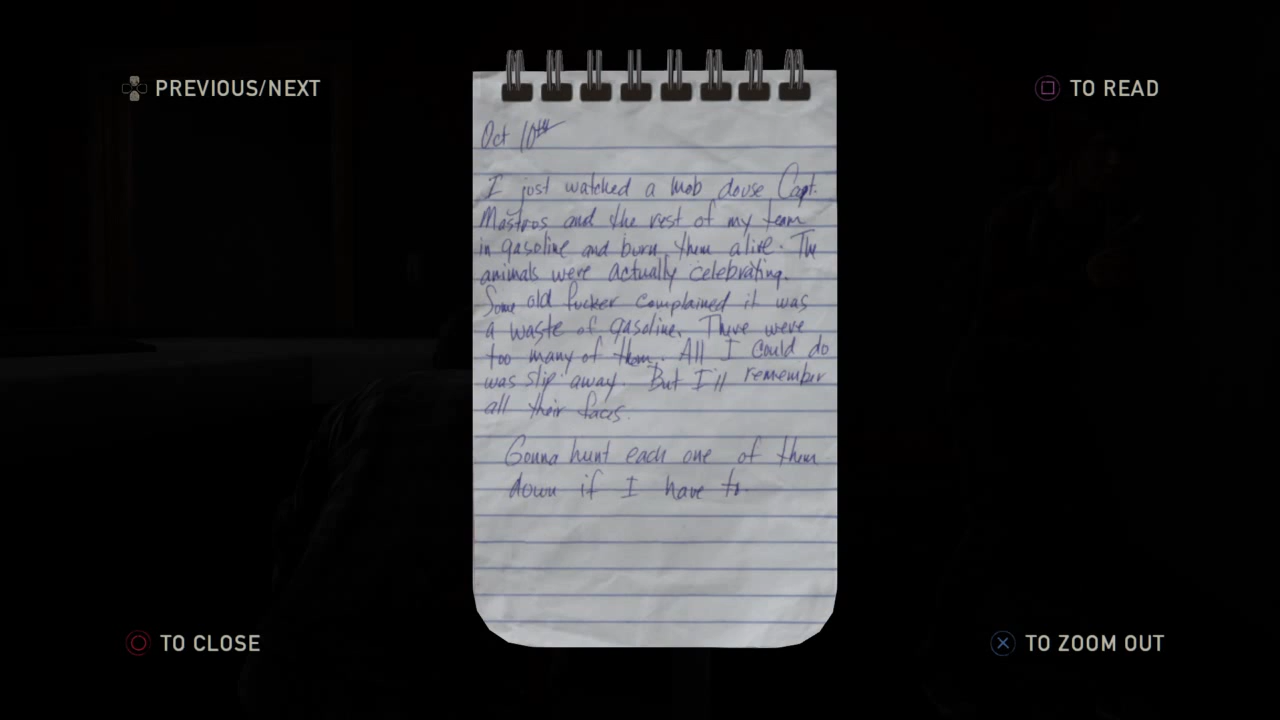 PREVIOUS/NEXT
TO READ
Oct 10th
I just watched a mob douse Capt.
Mastros and the rest of my team
in gasoline and burn them alive. The
animals were actually celebrating.
Some old fucker complained it was
a waste of gasoline. There were
too many of them. All I could do
was slip away. But I'll remember
all their faces.
Gonna hunt each one of them
down if I have to.
TO CLOSE
TO ZOOM OUT